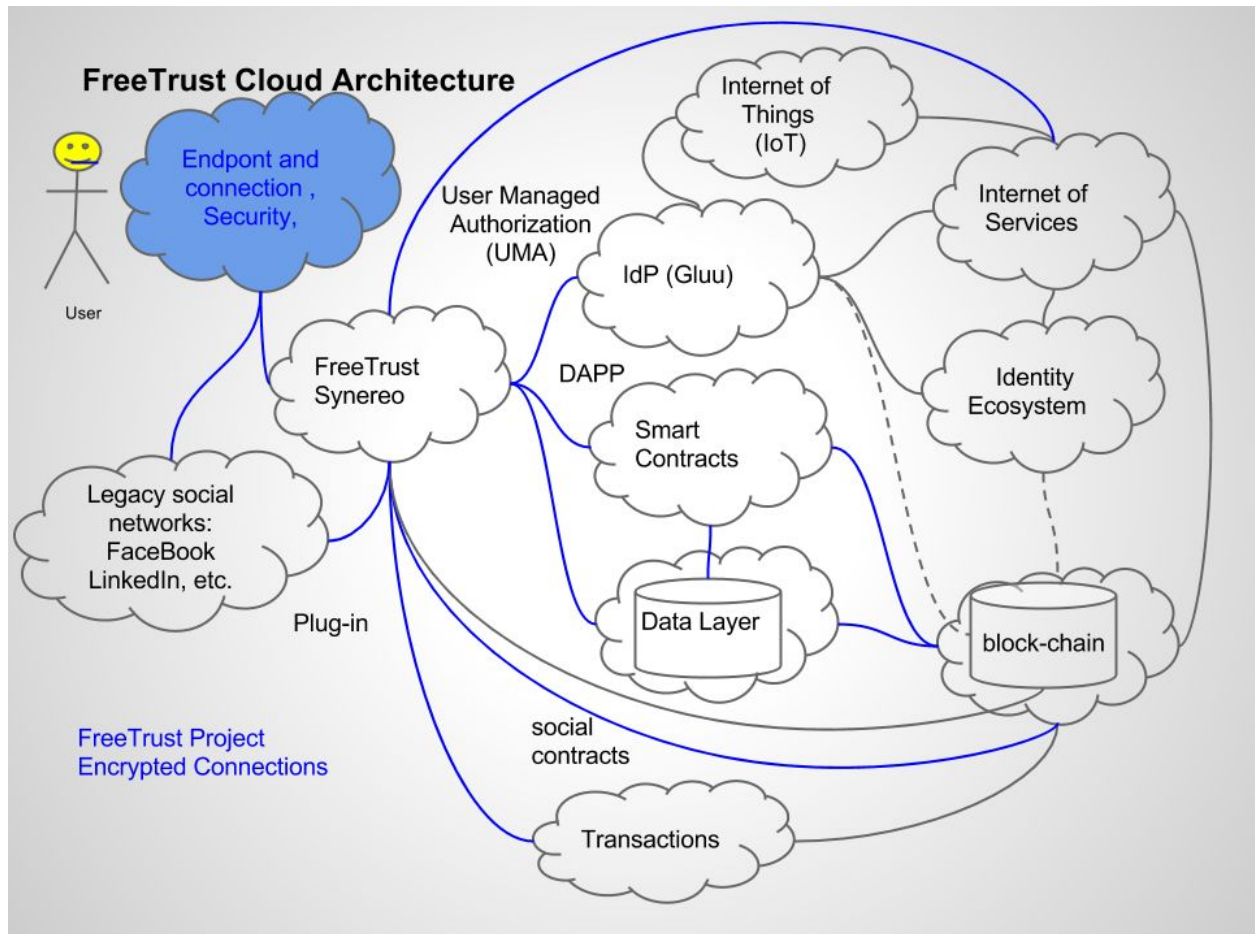 FreeTrust Cloud Architecture
User
Endpont and
connection ,
Security,
Internet of
Things
(IoT)
User Managed
Authorization
(UMA)
Internet of
Services
IdP (Gluu)
FreeTrust
Synereo
DAPP
Identity
Ecosystem
Smart
Contracts
Legacy social
networks:
FaceBook
LinkedIn, etc.
Plug-in
Data Layer
block-chain
social
contracts
FreeTrust Project
Encrypted Connections
Transactions